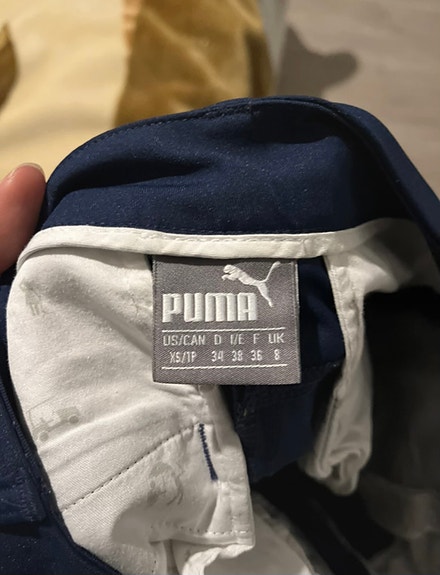 PUMA
US/CAN D I/E F UK
XS/TP 34 38 36 8